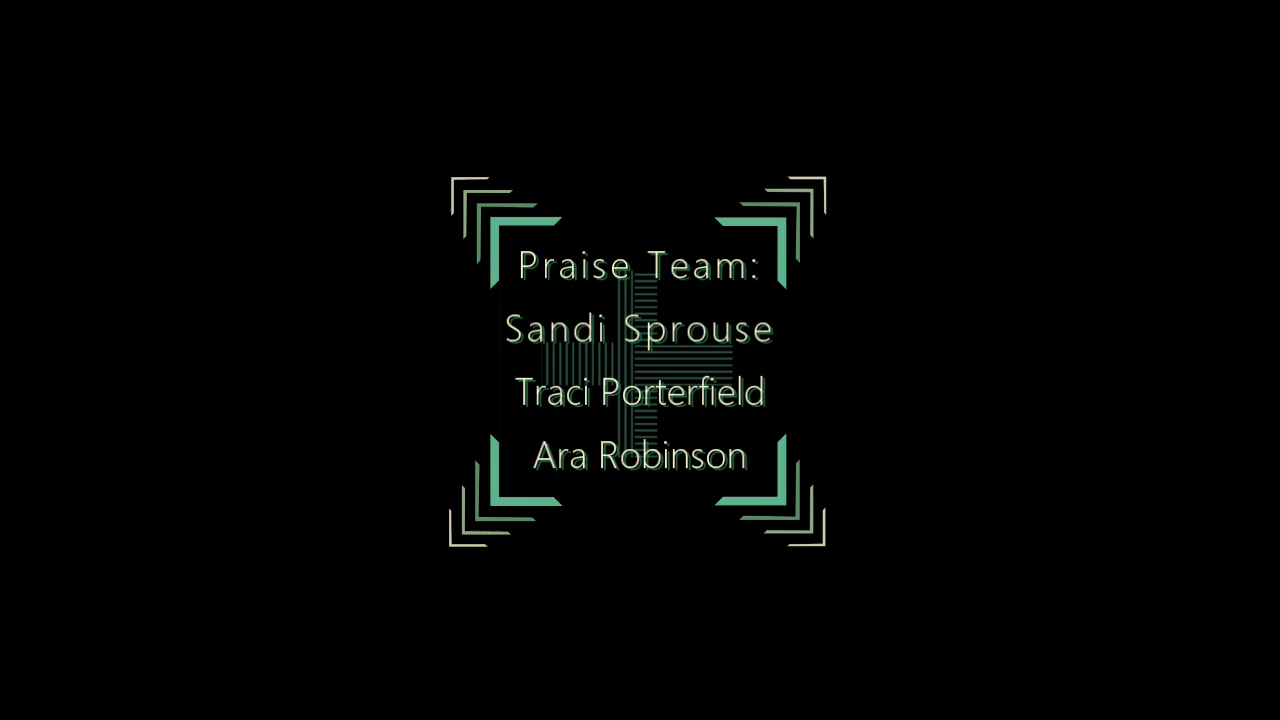 Praise Team:
Sandi Sprouse
Traci Porterfield
Ara Robinson